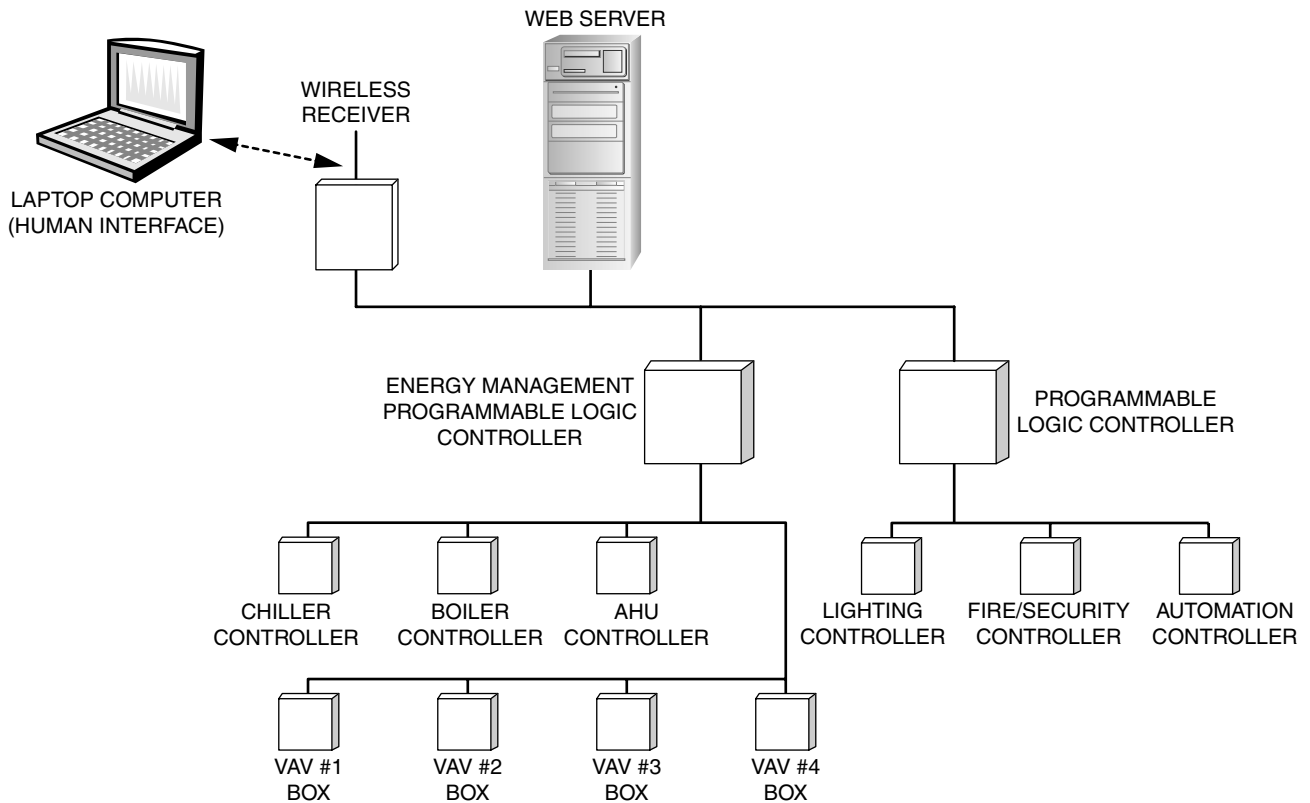 WEB SERVER
WIRELESS
RECEIVER
LAPTOP COMPUTER
(HUMAN INTERFACE)
ENERGY MANAGEMENT
PROGRAMMABLE LOGIC
CONTROLLER
PROGRAMMABLE
LOGIC CONTROLLER
CHILLER
CONTROLLER
BOILER
CONTROLLER
AHU
CONTROLLER
LIGHTING
CONTROLLER
FIRE/SECURITY
CONTROLLER
AUTOMATION
CONTROLLER
VAV #1
BOX
VAV #2
BOX
VAV #3
BOX
VAV #4
BOX